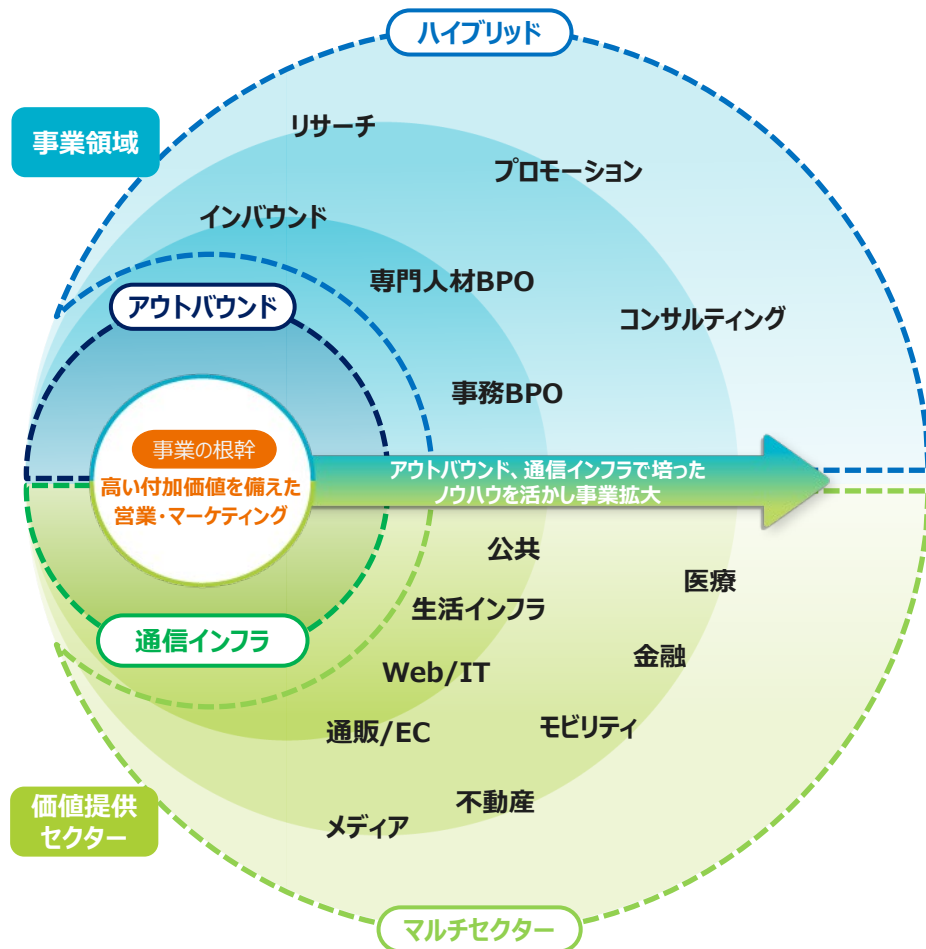 ハイブリッド
事業領域
リサーチ
プロモーション
インバウンド
専門人材BPO
アウトバウンド
コンサルティング
事務BPO
事業の根幹
高い付加価値を備えた
営業・マーケティング
アウトバウンド、通信インフラで培った
ノウハウを活かし事業拡大
公共
医療
生活インフラ
通信インフラ
金融
Web/IT
モビリティ
通販/EC
不動産
価値提供
セクター
メディア
マルチセクター